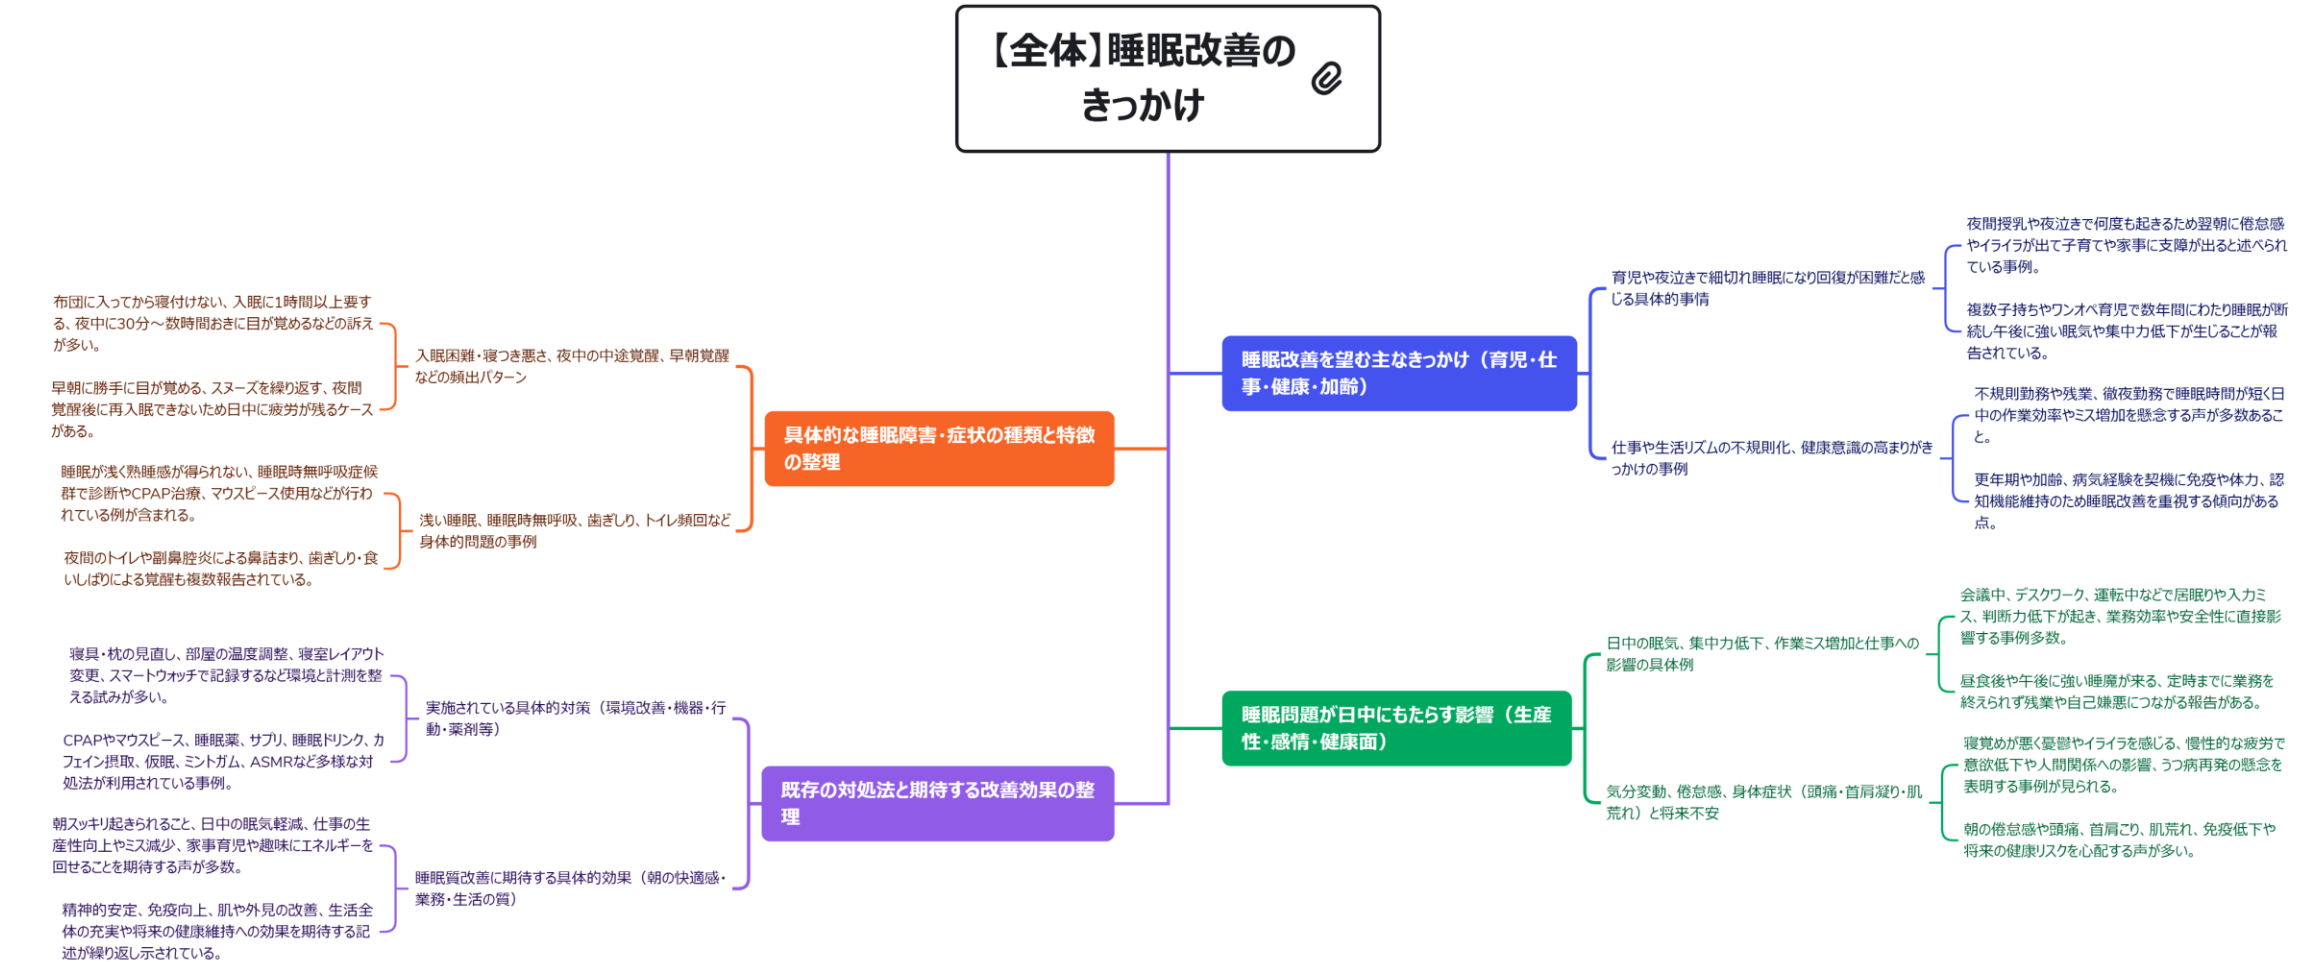 【全体】睡眠改善の
きっかけ
睡眠改善を望む主なきっかけ（育児・仕
事・健康・加齢）
育児や夜泣きで細切れ睡眠になり回復が困難だと感
じる具体的事情
夜間授乳や夜泣きで何度も起きるため翌朝に倦怠感
やイライラが出て子育てや家事に支障が出ると述べられ
ている事例。
複数子持ちやワンオペ育児で数年間にわたり睡眠が断
続し午後に強い眠気や集中力低下が生じることが報
告されている。
仕事や生活リズムの不規則化、健康意識の高まりがき
っかけの事例
不規則勤務や残業、徹夜勤務で睡眠時間が短く日
中の作業効率やミス増加を懸念する声が多数あるこ
と。
更年期や加齢、病気経験を契機に免疫や体力、認
知機能維持のため睡眠改善を重視する傾向がある
点。
睡眠問題が日中にもたらす影響（生産
性・感情・健康面）
日中の眠気、集中力低下、作業ミス増加と仕事への
影響の具体例
会議中、デスクワーク、運転中などで居眠りや入力ミ
ス、判断力低下が起き、業務効率や安全性に直接影
響する事例多数。
昼食後や午後に強い睡魔が来る、定時までに業務を
終えられず残業や自己嫌悪につながる報告がある。
気分変動、倦怠感、身体症状（頭痛・首肩凝り・肌
荒れ）と将来不安
寝覚めが悪く憂鬱やイライラを感じる、慢性的な疲労で
意欲低下や人間関係への影響、うつ病再発の懸念を
表明する事例が見られる。
朝の倦怠感や頭痛、首肩こり、肌荒れ、免疫低下や
将来の健康リスクを心配する声が多い。
具体的な睡眠障害・症状の種類と特徴
の整理
入眠困難・寝つき悪さ、夜中の中途覚醒、早朝覚醒
などの頻出パターン
布団に入ってから寝付けない、入眠に1時間以上要す
る、夜中に30分～数時間おきに目が覚めるなどの訴え
が多い。
早朝に勝手に目が覚める、スヌーズを繰り返す、夜間
覚醒後に再入眠できないため日中に疲労が残るケース
がある。
浅い睡眠、睡眠時無呼吸、歯ぎしり、トイレ頻回など
身体的問題の事例
睡眠が浅く熟睡感が得られない、睡眠時無呼吸症候
群で診断やCPAP治療、マウスピース使用などが行わ
れている例が含まれる。
夜間のトイレや副鼻腔炎による鼻詰まり、歯ぎしり・食
いしばりによる覚醒も複数報告されている。
既存の対処法と期待する改善効果の整
理
実施されている具体的対策（環境改善・機器・行
動・薬剤等）
寝具・枕の見直し、部屋の温度調整、寝室レイアウト
変更、スマートウォッチで記録するなど環境と計測を整
える試みが多い。
CPAPやマウスピース、睡眠薬、サプリ、睡眠ドリンク、カ
フェイン摂取、仮眠、ミントガム、ASMRなど多様な対
処法が利用されている事例。
睡眠質改善に期待する具体的効果（朝の快適感・
業務・生活の質）
朝スッキリ起きられること、日中の眠気軽減、仕事の生
産性向上やミス減少、家事育児や趣味にエネルギーを
回せることを期待する声が多数。
精神的安定、免疫向上、肌や外見の改善、生活全
体の充実や将来の健康維持への効果を期待する記
述が繰り返し示されている。